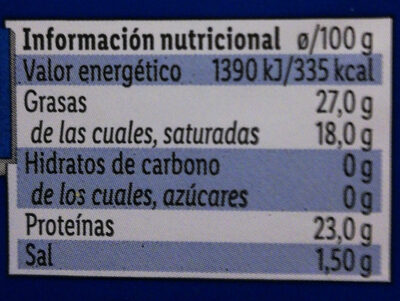 Información nutricional ø/100 g
Valor energético 1390 kJ/335 kcal
Grasas 27,0 g
de las cuales, saturadas 18,0 g
Hidratos de carbono 0 g
de los cuales, azúcares 0 g
Proteínas 23,0 g
Sal 1,50 g